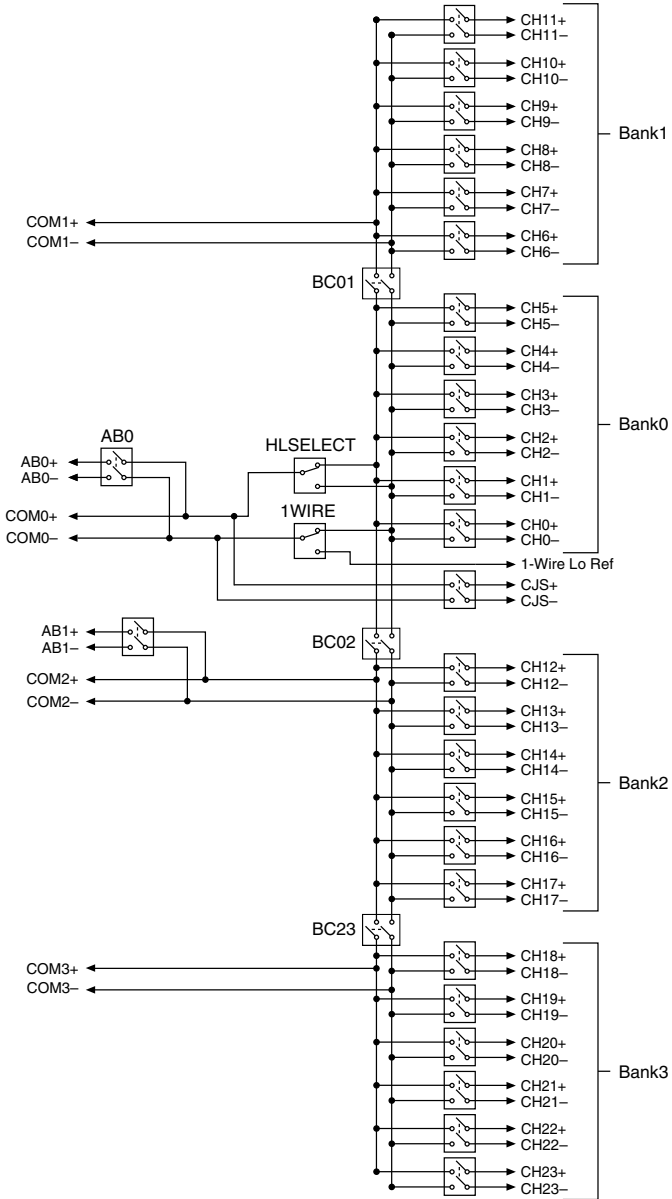 CH11+
CH11–
CH10+
CH10–
CH9+
CH9–
Bank1
CH8+
CH8–
CH7+
CH7–
COM1+
CH6+
COM1–
CH6–
BC01
CH5+
CH5–
CH4+
CH4–
CH3+
CH3–
Bank0
AB0
HLSELECT
CH2+
CH2–
AB0+
AB0–
CH1+
CH1–
COM0+
1WIRE
CH0+
COM0–
CH0–
1-Wire Lo Ref
CJS+
CJS–
AB1+
AB1–
BC02
CH12+
COM2+
CH12–
COM2–
CH13+
CH13–
CH14+
CH14–
Bank2
CH15+
CH15–
CH16+
CH16–
CH17+
CH17–
BC23
CH18+
COM3+
CH18–
COM3–
CH19+
CH19–
CH20+
CH20–
Bank3
CH21+
CH21–
CH22+
CH22–
CH23+
CH23–